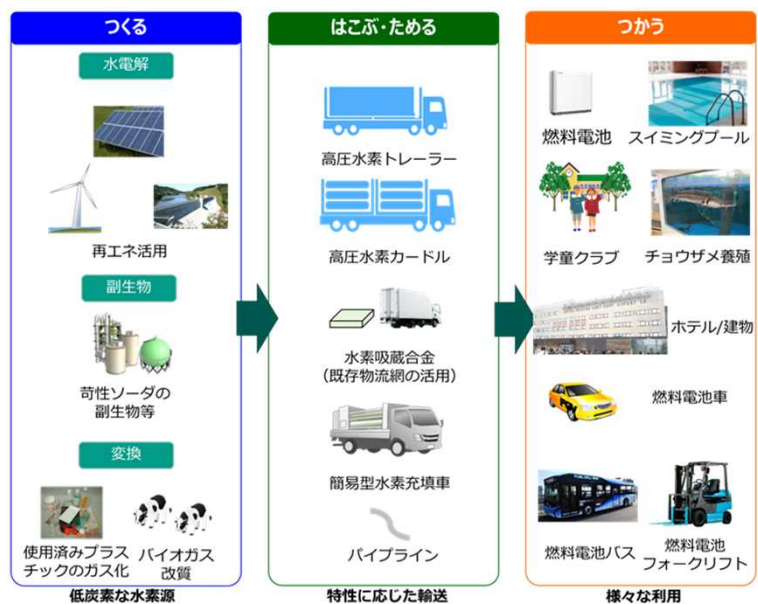 つくる
水電解
再エネ活用
副生物
苛性ソーダの
副生物等
変換
使用済みプラス
チックのガス化
バイオガス
改質
低炭素な水素源
はこぶ・ためる
高圧水素トレーラー
高圧水素カードル
水素吸蔵合金
（既存物流網の活用）
簡易型水素充填車
パイプライン
特性に応じた輸送
つかう
燃料電池
スイミングプール
学童クラブ
チョウザメ養殖
ホテル/建物
燃料電池車
燃料電池バス
燃料電池
フォークリフト
様々な利用